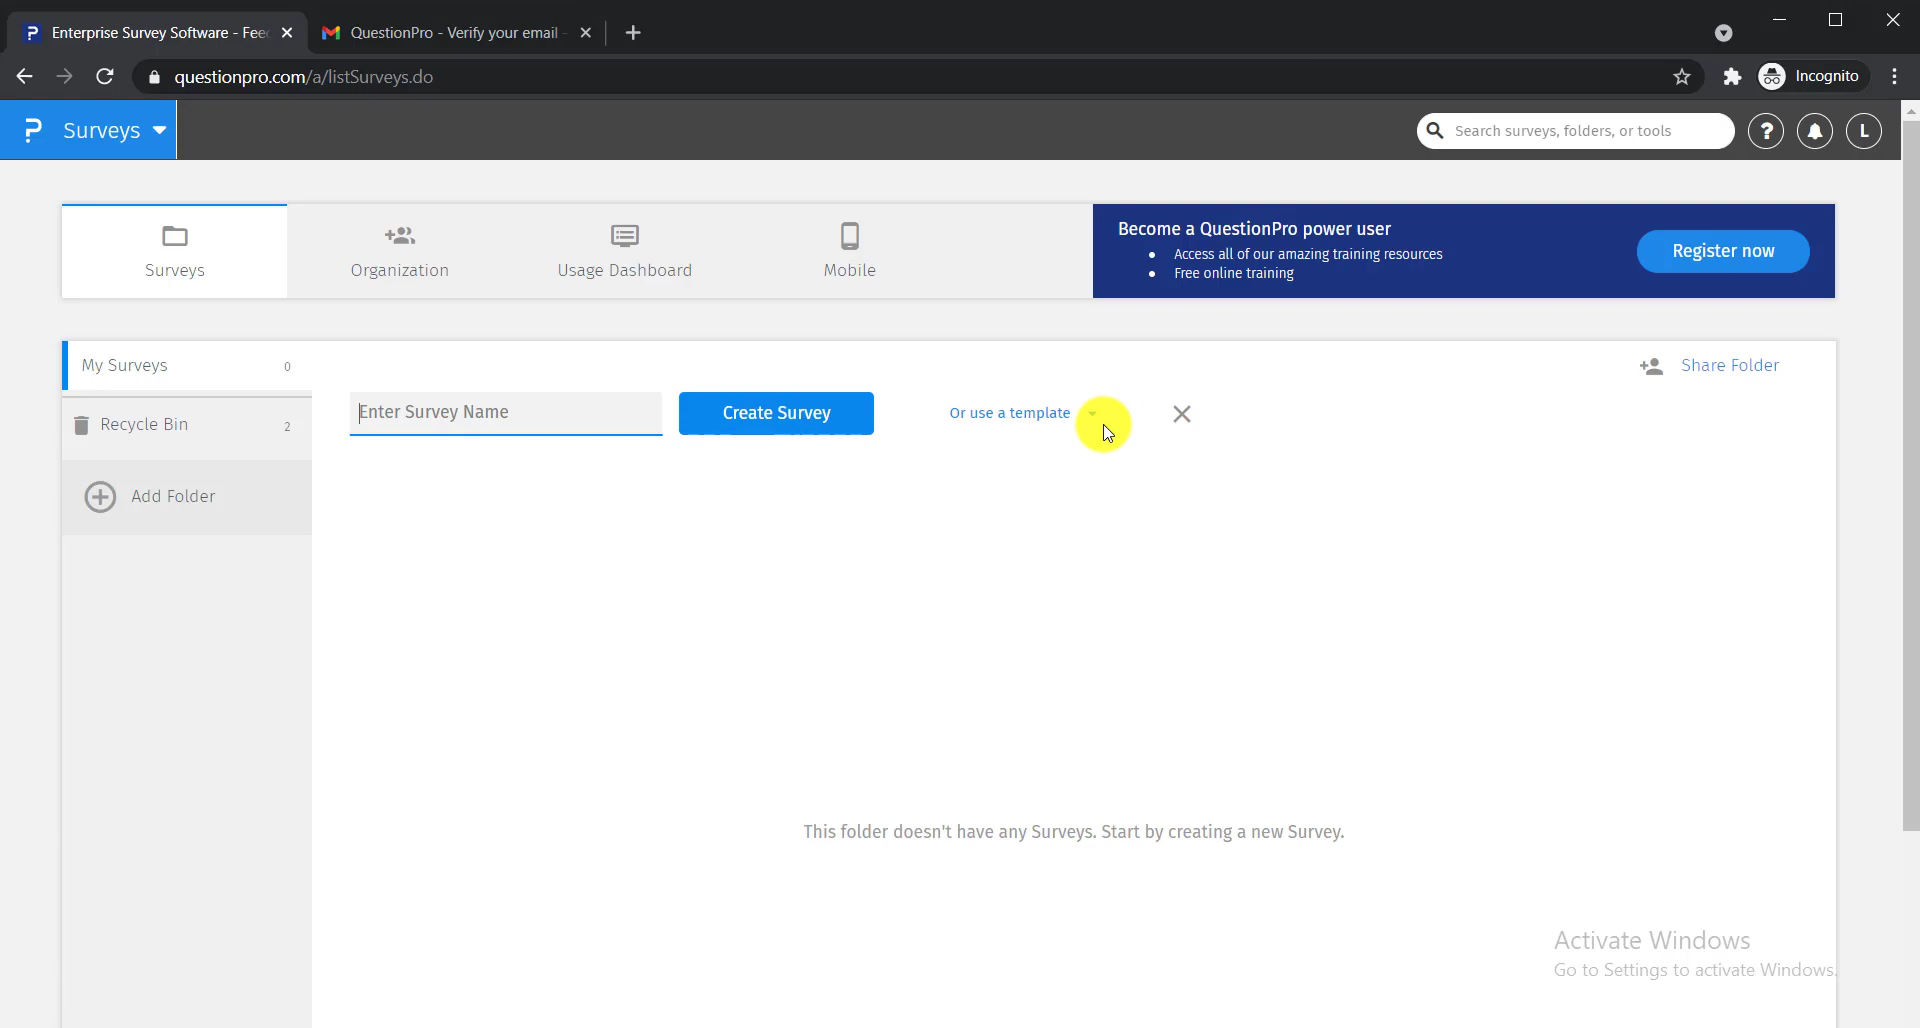 Enterprise Survey Software - Fee
QuestionPro - Verify your email -
questionpro.com/a/listSurveys.do
Incognito
P Surveys
Search surveys, folders, or tools
?
L
Surveys
Organization
Usage Dashboard
Mobile
Become a QuestionPro power user
• Access all of our amazing training resources
• Free online training
Register now
My Surveys 0
Share Folder
Recycle Bin 2
Enter Survey Name
Create Survey
Or use a template
Add Folder
This folder doesn't have any Surveys. Start by creating a new Survey.
Activate Windows
Go to Settings to activate Windows.